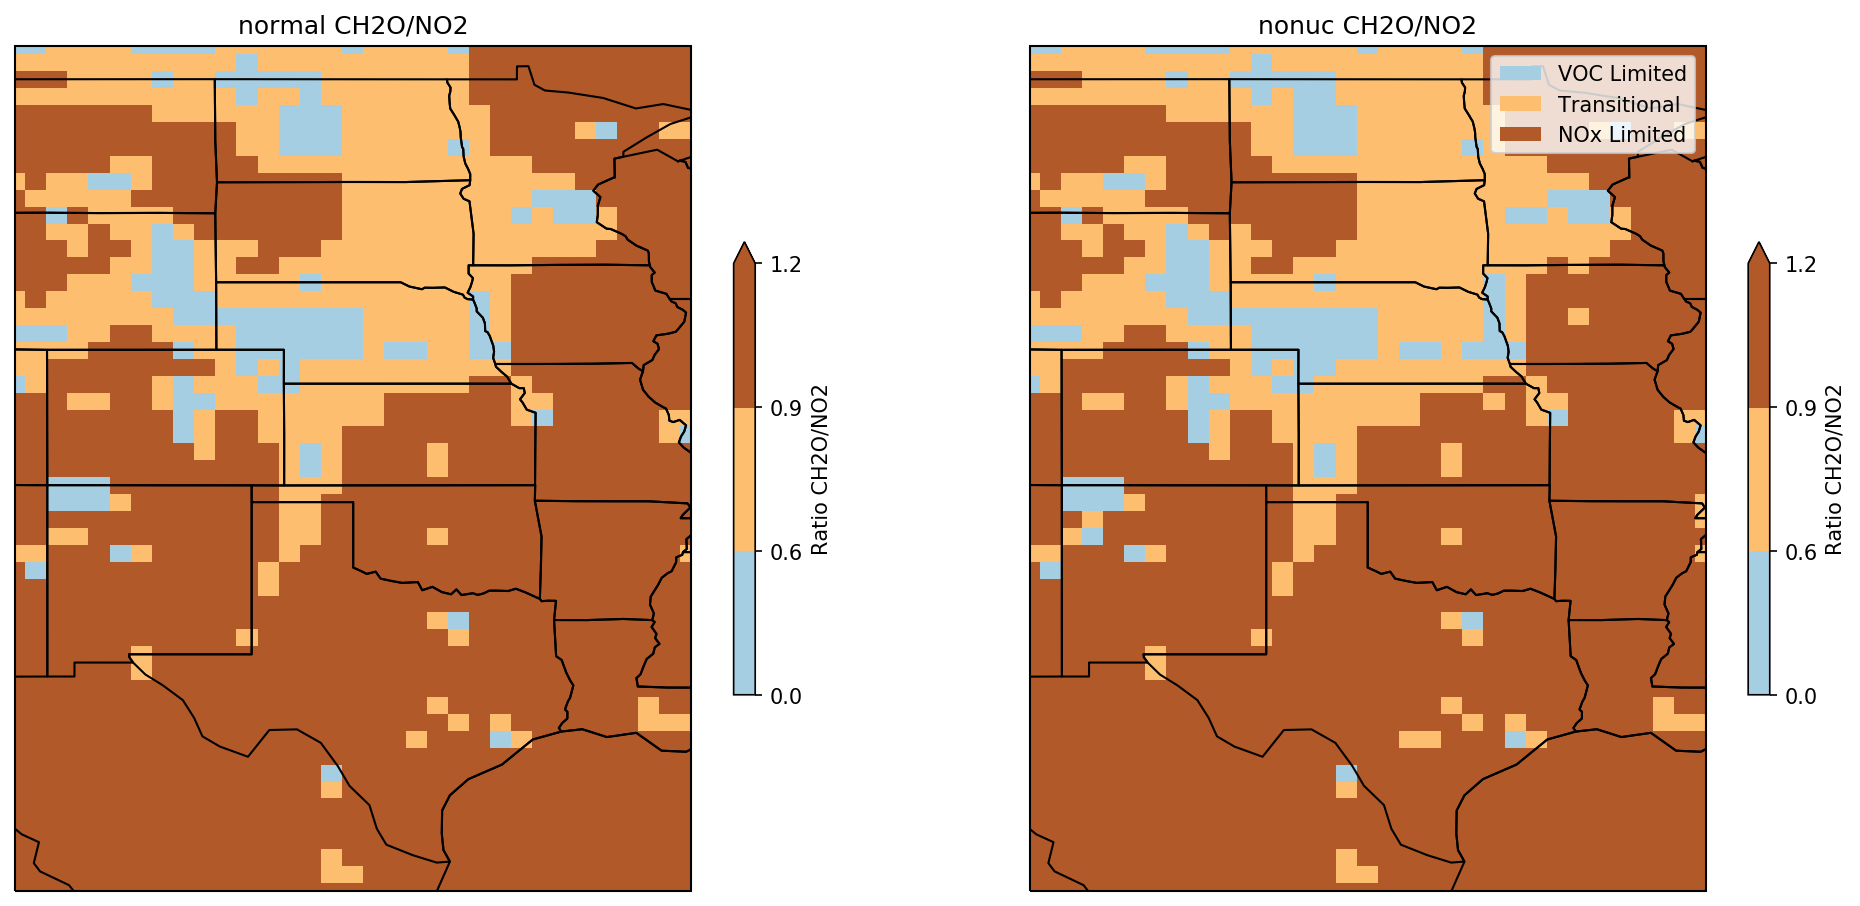 normal CH2O/NO2
1.2
0.9
0.6
0.0
Ratio CH2O/NO2
nonuc CH2O/NO2
VOC Limited
Transitional
NOx Limited
1.2
0.9
0.6
0.0
Ratio CH2O/NO2